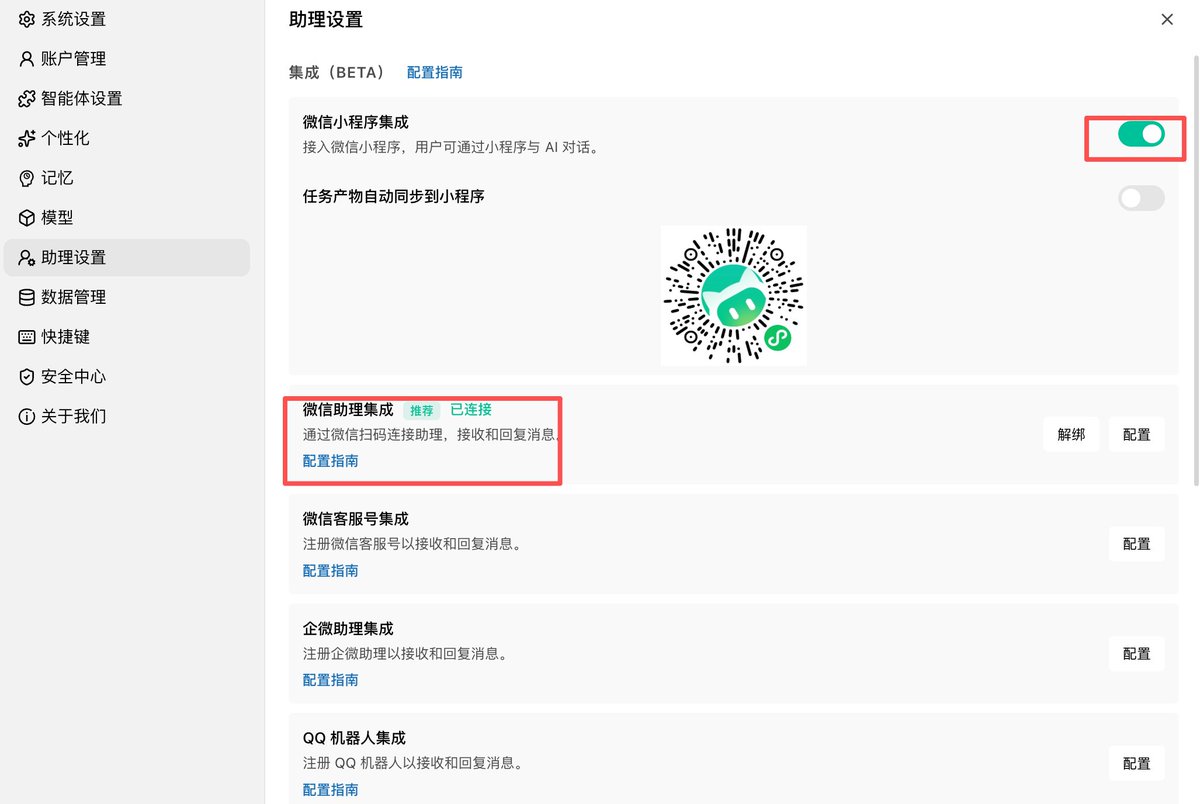 系统设置
账户管理
智能体设置
个性化
记忆
模型
助理设置
数据管理
快捷键
安全中心
关于我们
助理设置
集成（BETA） 配置指南
微信小程序集成
接入微信小程序，用户可通过小程序与 AI 对话。
任务产物自动同步到小程序
微信助理集成 推荐 已连接
通过微信扫码连接助理，接收和回复消息。
配置指南
解绑 配置
微信客服号集成
注册微信客服号以接收和回复消息。
配置指南
配置
企微助理集成
注册企微助理以接收和回复消息。
配置指南
配置
QQ 机器人集成
注册 QQ 机器人以接收和回复消息。
配置指南
配置